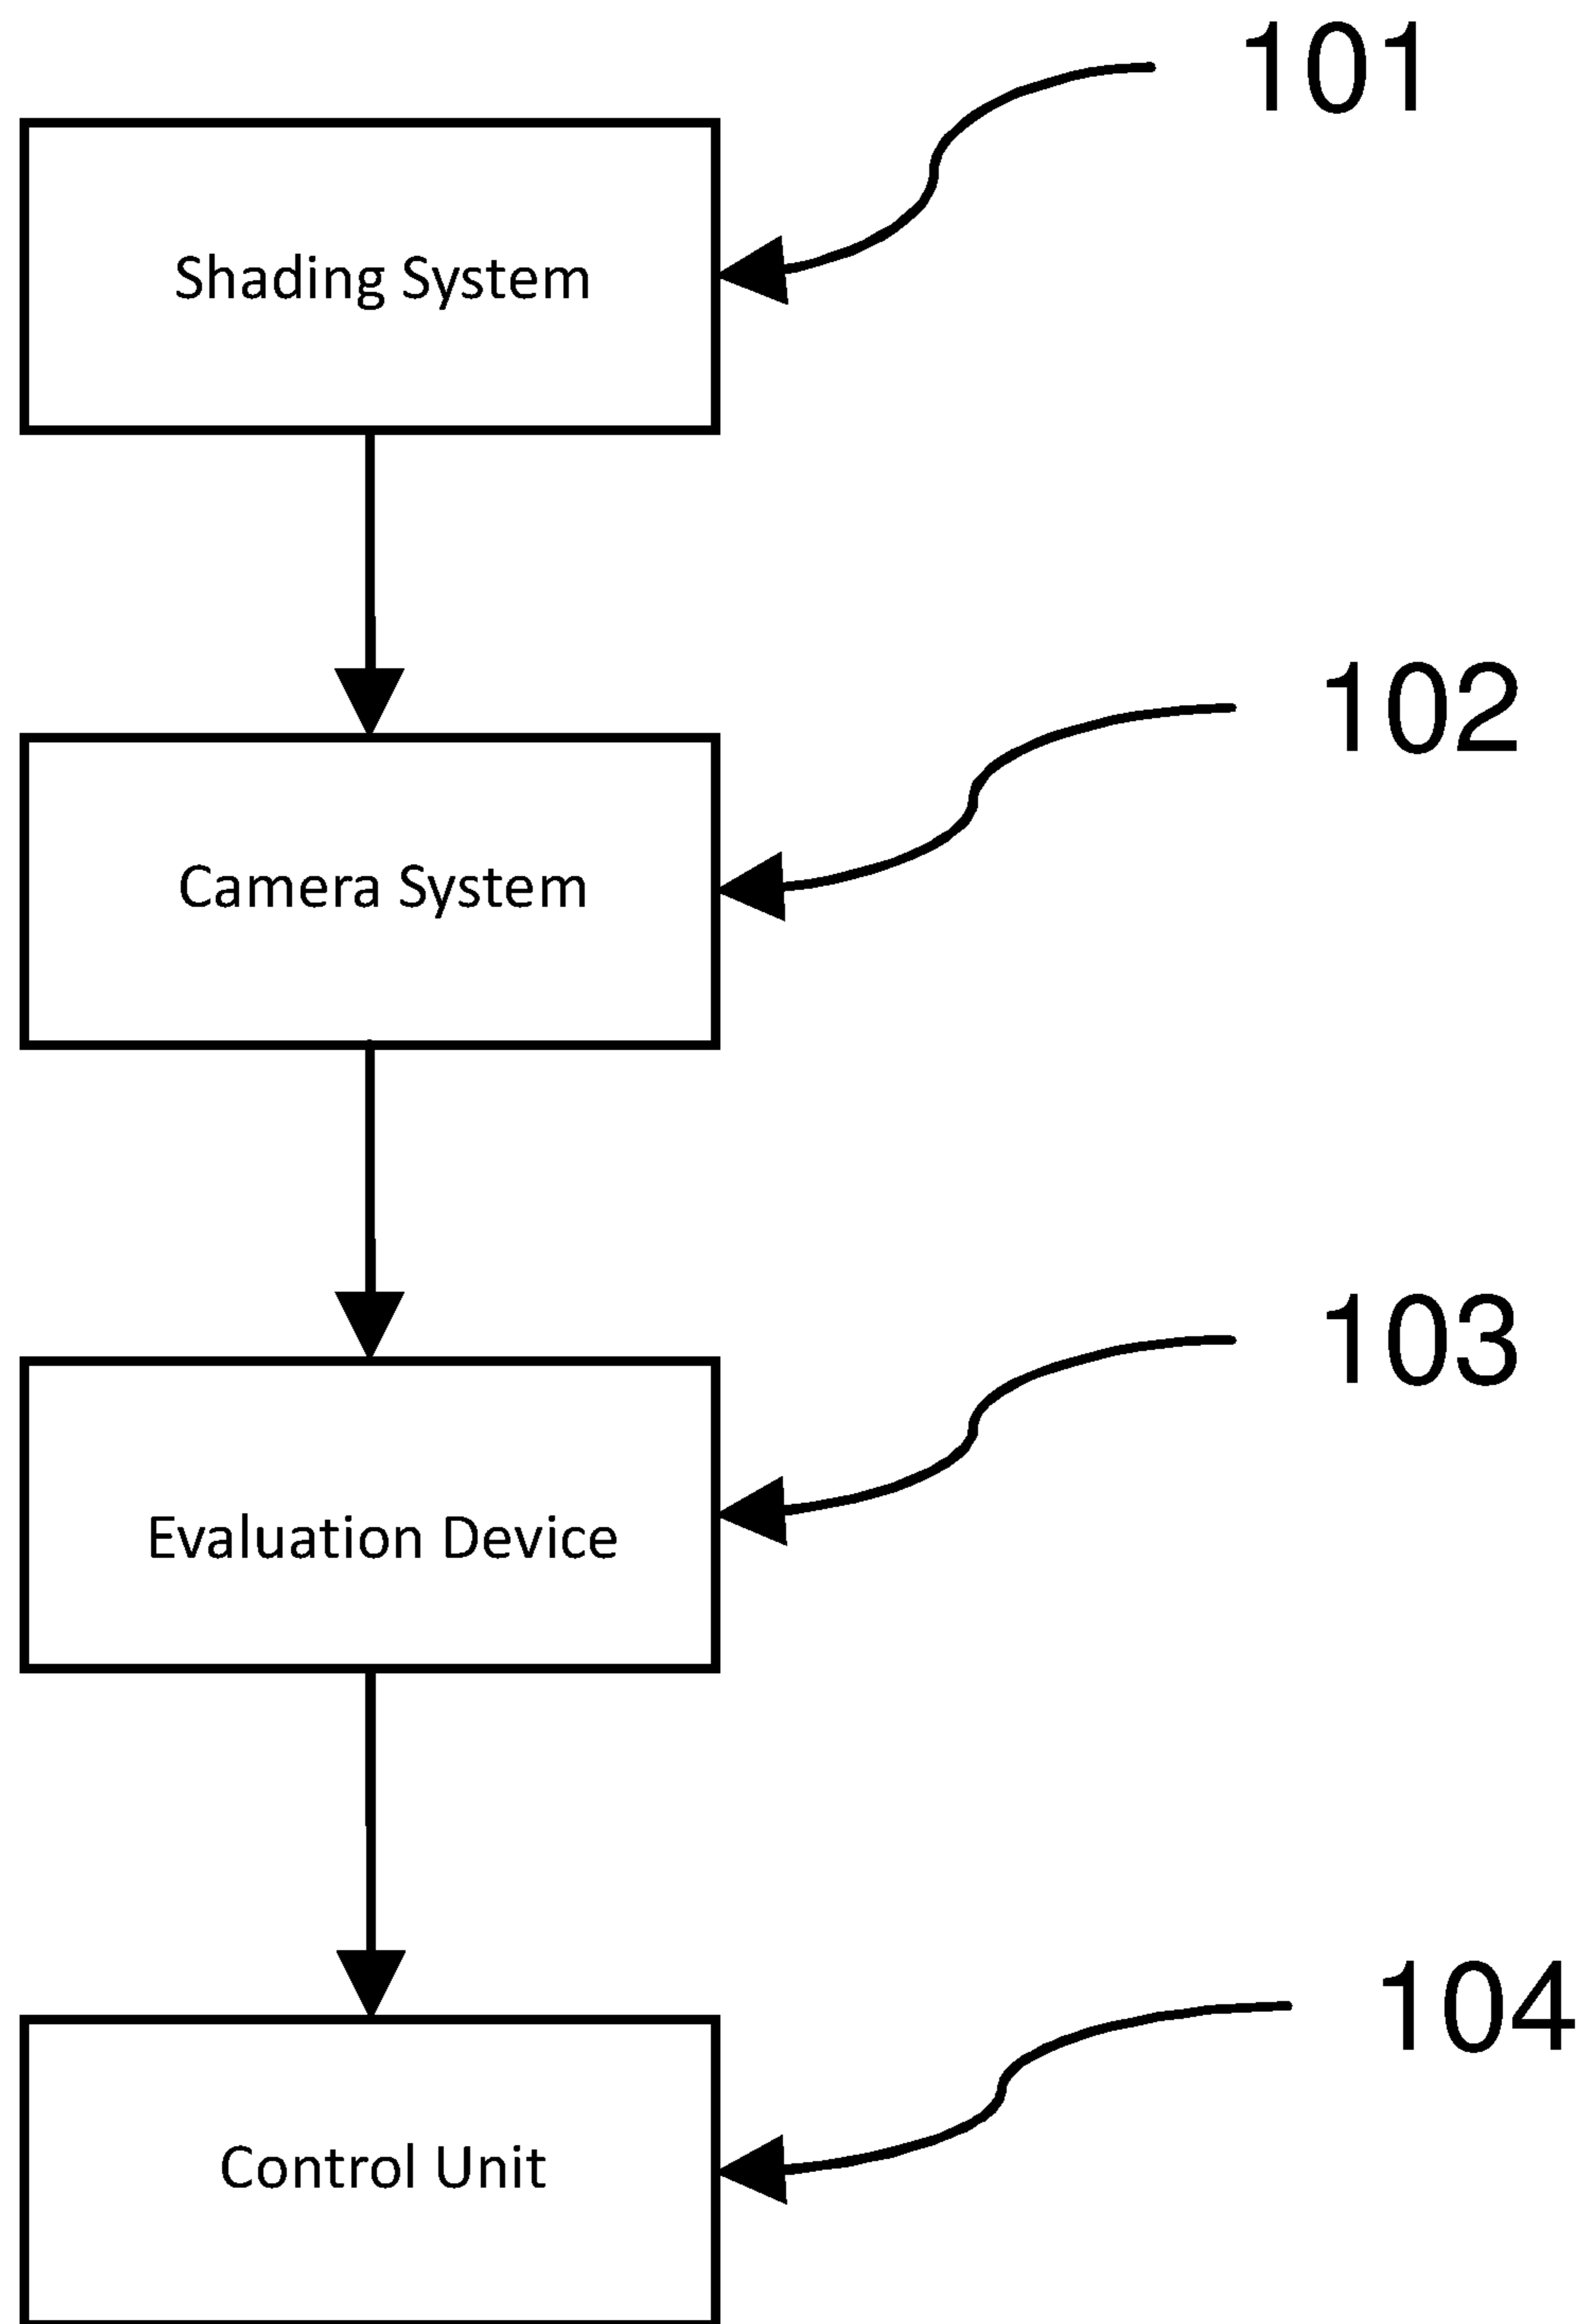 101
Shading System
102
Camera System
103
Evaluation Device
104
Control Unit